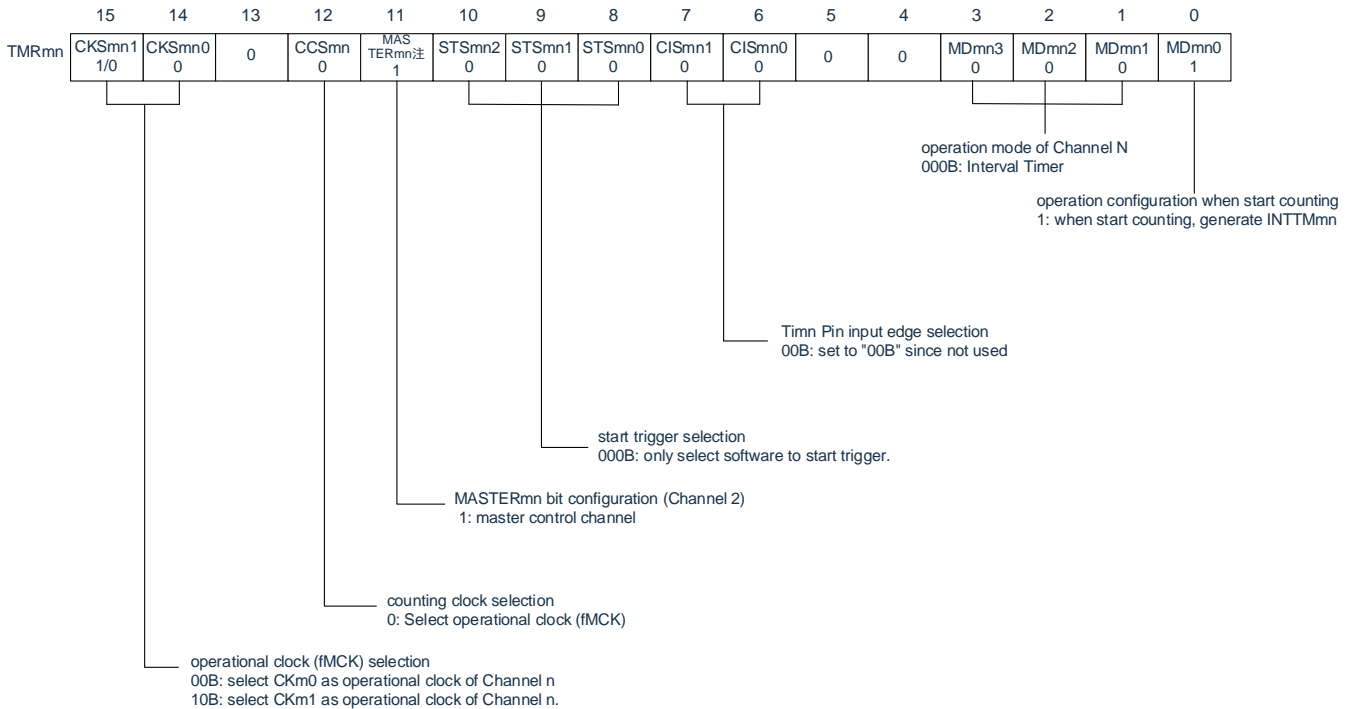 15 14 13 12 11 10 9 8 7 6 5 4 3 2 1 0
TMRmn CKSmn1 CKSmn0 0 CCSmn MAS TERmn注 STSmn2 STSmn1 STSmn0 CISmn1 CISmn0 0 0 MDmn3 MDmn2 MDmn1 MDmn0
1/0 0 0 1 0 0 0 0 0 0 0 0 1
operation mode of Channel N
000B: Interval Timer
operation configuration when start counting
1: when start counting, generate INTTMmn
Timn Pin input edge selection
00B: set to "00B" since not used
start trigger selection
000B: only select software to start trigger.
MASTERmn bit configuration (Channel 2)
1: master control channel
counting clock selection
0: Select operational clock (fMCK)
operational clock (fMCK) selection
00B: select CKm0 as operational clock of Channel n
10B: select CKm1 as operational clock of Channel n.